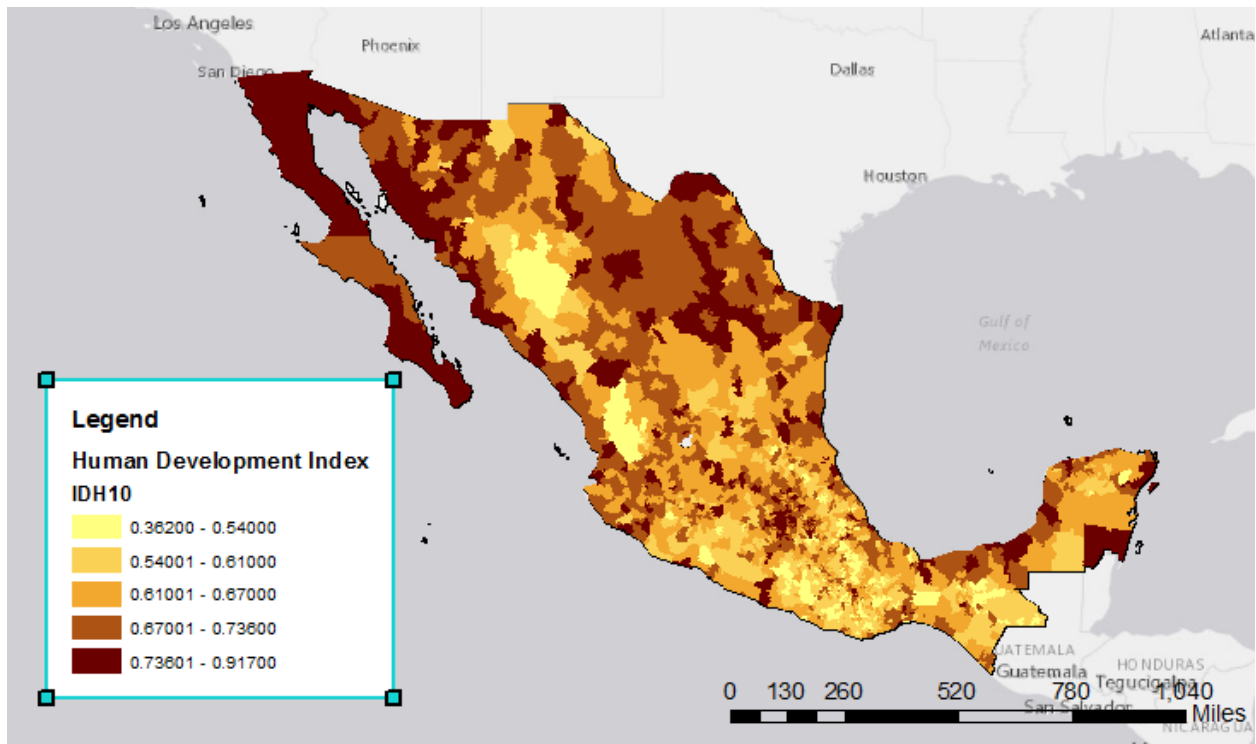 Los Angeles
Phoenix
Atlanta
San Diego
Dallas
Houston
Gulf of
Mexico
Legend
Human Development Index
IDH10
0.36200 - 0.54000
0.54001 - 0.61000
0.61001 - 0.67000
0.67001 - 0.73600
0.73601 - 0.91700
UATEMALA
Guatemala
HONDURAS
Tegucigalpa
San Salvador
NICARAGUA
0 130 260 520 780 1,040
Miles